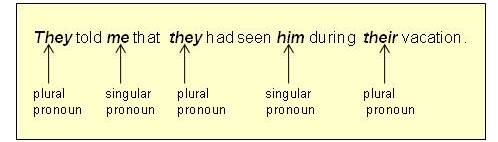 They told me that they had seen him during their vacation.
plural singular plural singular plural
pronoun pronoun pronoun pronoun pronoun